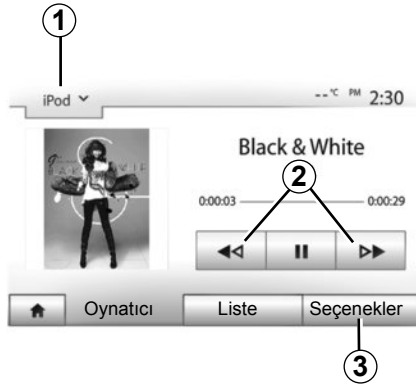 1
iPod
--°C PM 2:30
Black & White
2
0:00:03 0:00:29
Oynatıcı Liste Seçenekler
3